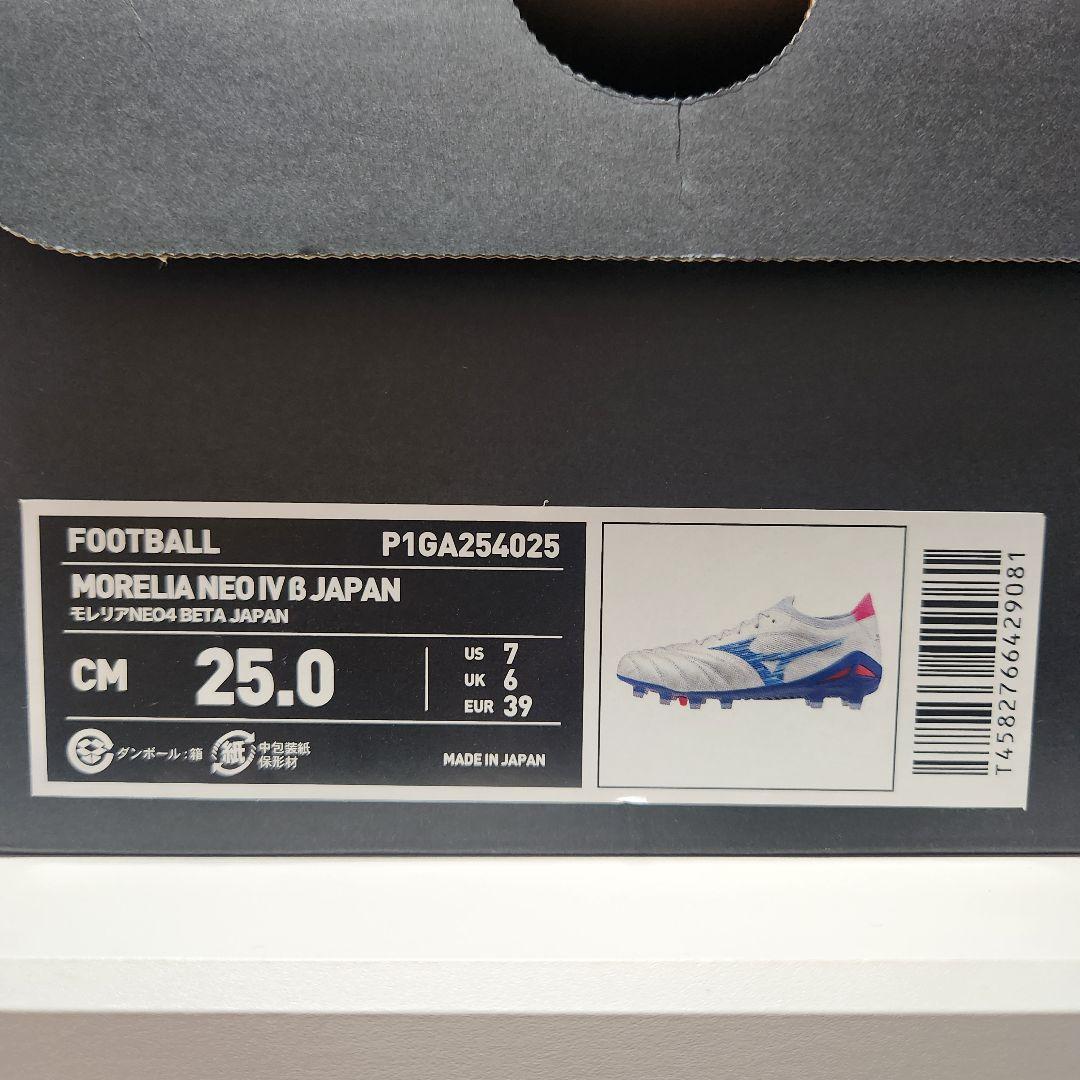 FOOTBALL P1GA254025
MORELIA NEO IV β JAPAN
モレリアNEO4 BETA JAPAN
CM 25.0
US 7
UK 6
EUR 39
ダンボール:箱
紙
中包装紙
保形材
MADE IN JAPAN
T4582766429081